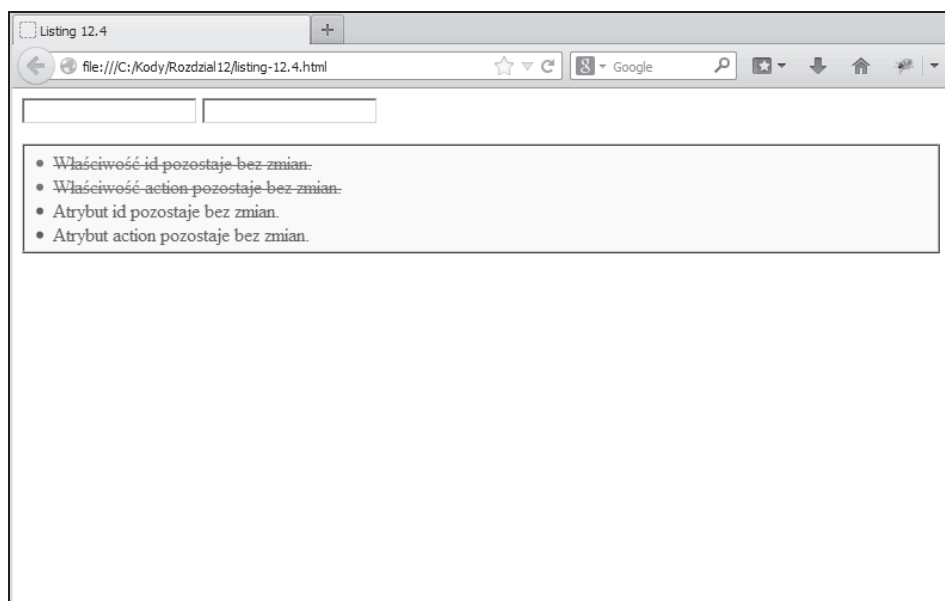 Listing 12.4
file:///C:/Kody/Rozdzial12/listing-12.4.html
Google
Właściwość id pozostaje bez zmian.
Właściwość action pozostaje bez zmian.
Atrybut id pozostaje bez zmian.
Atrybut action pozostaje bez zmian.